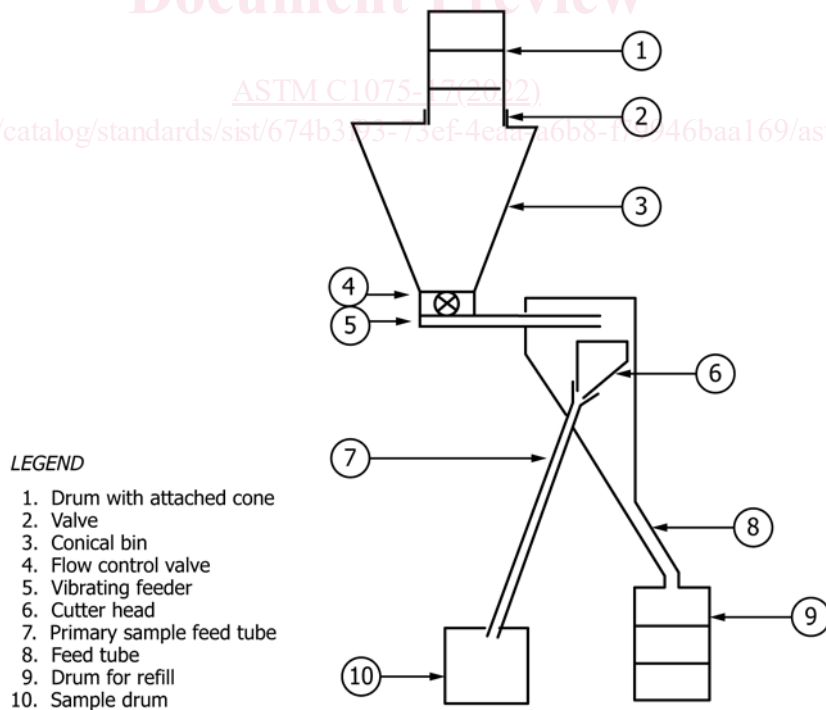 Document Preview
ASTM C1075-17(2022)
1
2
3
4
5
6
7
8
9
10
LEGEND
1. Drum with attached cone
2. Valve
3. Conical bin
4. Flow control valve
5. Vibrating feeder
6. Cutter head
7. Primary sample feed tube
8. Feed tube
9. Drum for refill
10. Sample drum